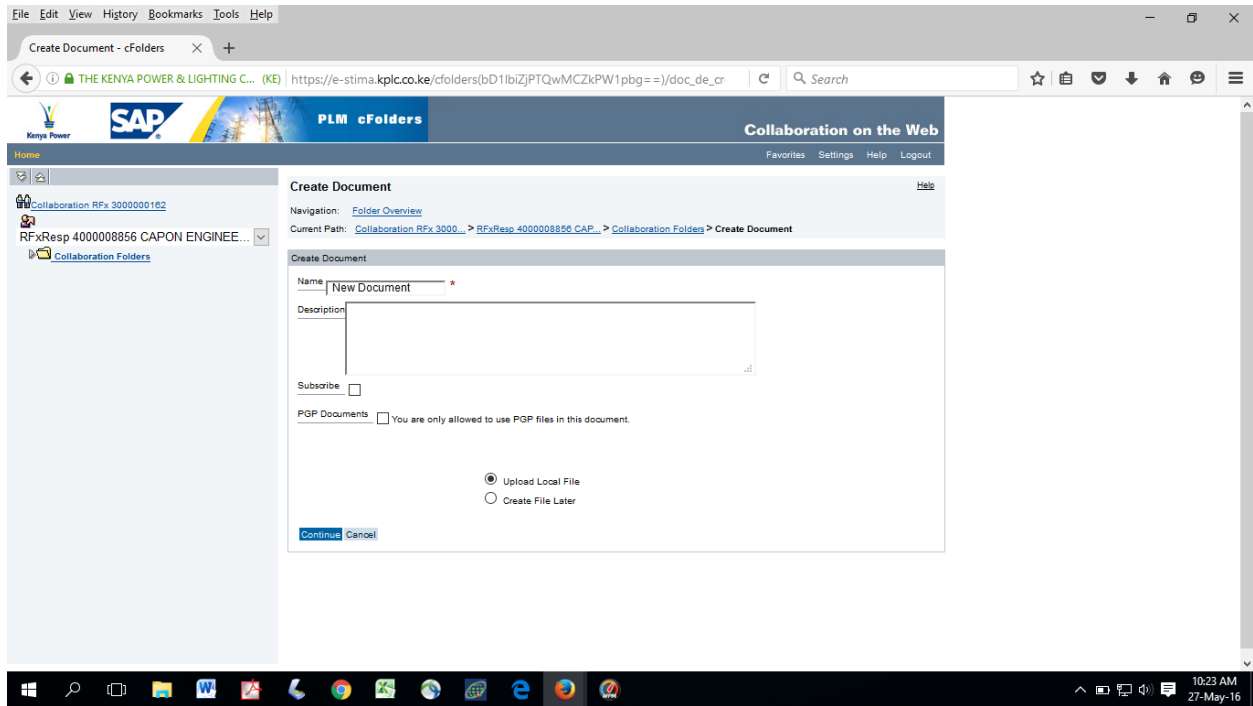 File Edit View History Bookmarks Tools Help
Create Document - cFolders
THE KENYA POWER & LIGHTING C... (KE) https://e-stima.kplc.co.ke/cfolders(bD1lbiZjPTQwMCZkPW1pbg==)/doc_de_cr Search
Kenya Power SAP PLM cFolders
Collaboration on the Web
Home Favorites Settings Help Logout
Create Document Help
Collaboration RFx 3000000162
Navigation: Folder Overview
RFxResp 4000008856 CAPON ENGINEE...
Current Path: Collaboration RFx 3000... > RFxResp 4000008856 CAP... > Collaboration Folders > Create Document
Collaboration Folders
Create Document
Name New Document *
Description
Subscribe
PGP Documents You are only allowed to use PGP files in this document.
Upload Local File
Create File Later
Continue Cancel
10:23 AM
27-May-16